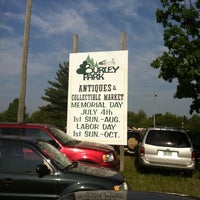 BURLEY
PARK
ANTIQUES &
COLLECTIBLE MARKET
MEMORIAL DAY
JULY 4th
1st SUN.-AUG.
LABOR DAY
1st SUN.-OCT.